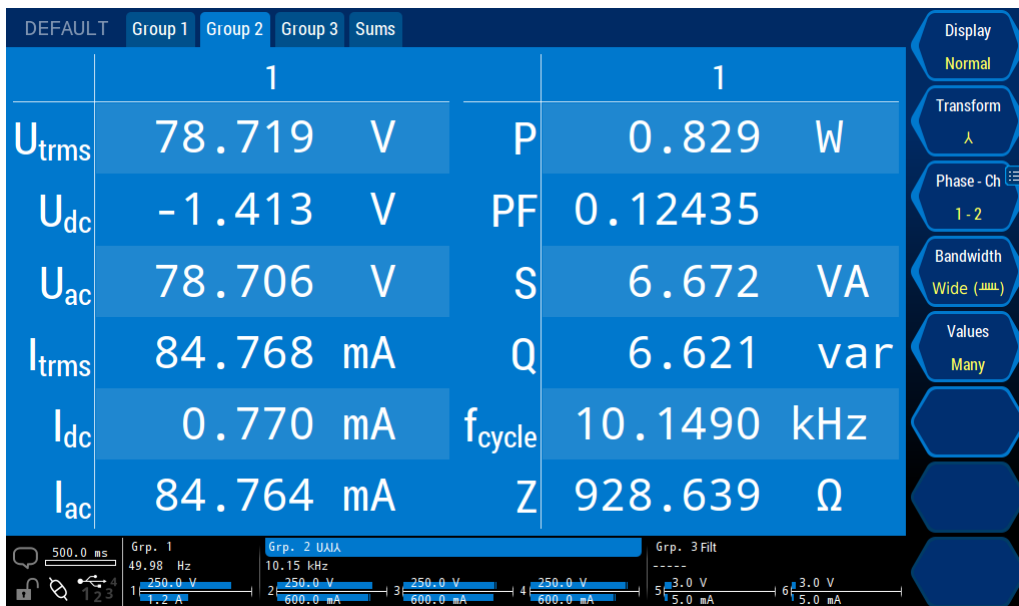 DEFAULT Group 1 Group 2 Group 3 Sums
Display
Normal
1 1
Transform
⅄
Utrms 78.719 V P 0.829 W
Phase - Ch
1 - 2
Udc -1.413 V PF 0.12435
Bandwidth
Wide
Uac 78.706 V S 6.672 VA
Values
Many
Itrms 84.768 mA Q 6.621 var
Idc 0.770 mA fcycle 10.1490 kHz
Iac 84.764 mA Z 928.639 Ω
500.0 ms Grp. 1 Grp. 2 Grp. 3 Filt
49.98 Hz 10.15 kHz -----
4
1 2 3
1 250.0 V 2 250.0 V 3 250.0 V 4 250.0 V 5 3.0 V 6 3.0 V
1.2 A 600.0 mA 600.0 mA 600.0 mA 5.0 mA 5.0 mA